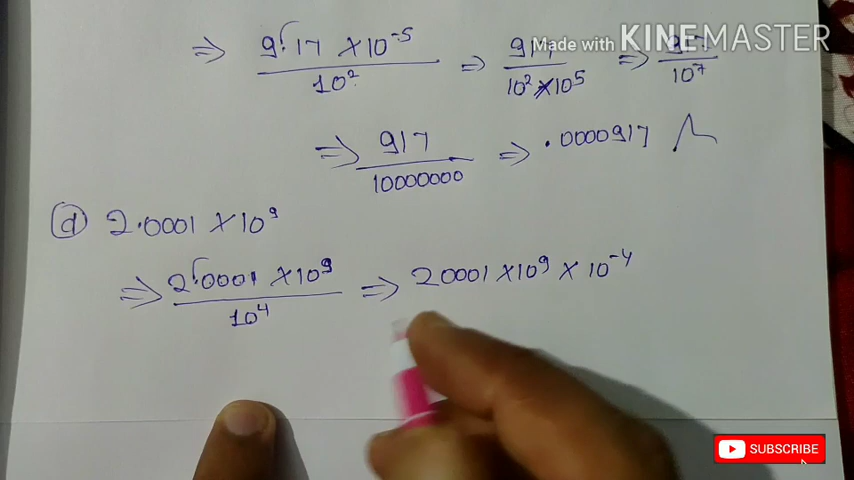 ⇒ 9.17 × 10⁻⁵ / 10² ⇒ 917 / 10² × 10⁵ ⇒ / 10⁷
Made with KINEMASTER
⇒ 917 / 10000000 ⇒ .0000917
(d) 2.0001 × 10⁹
⇒ 2.0001 × 10⁹ / 10⁴ ⇒ 20001 × 10⁹ × 10⁻⁴
SUBSCRIBE